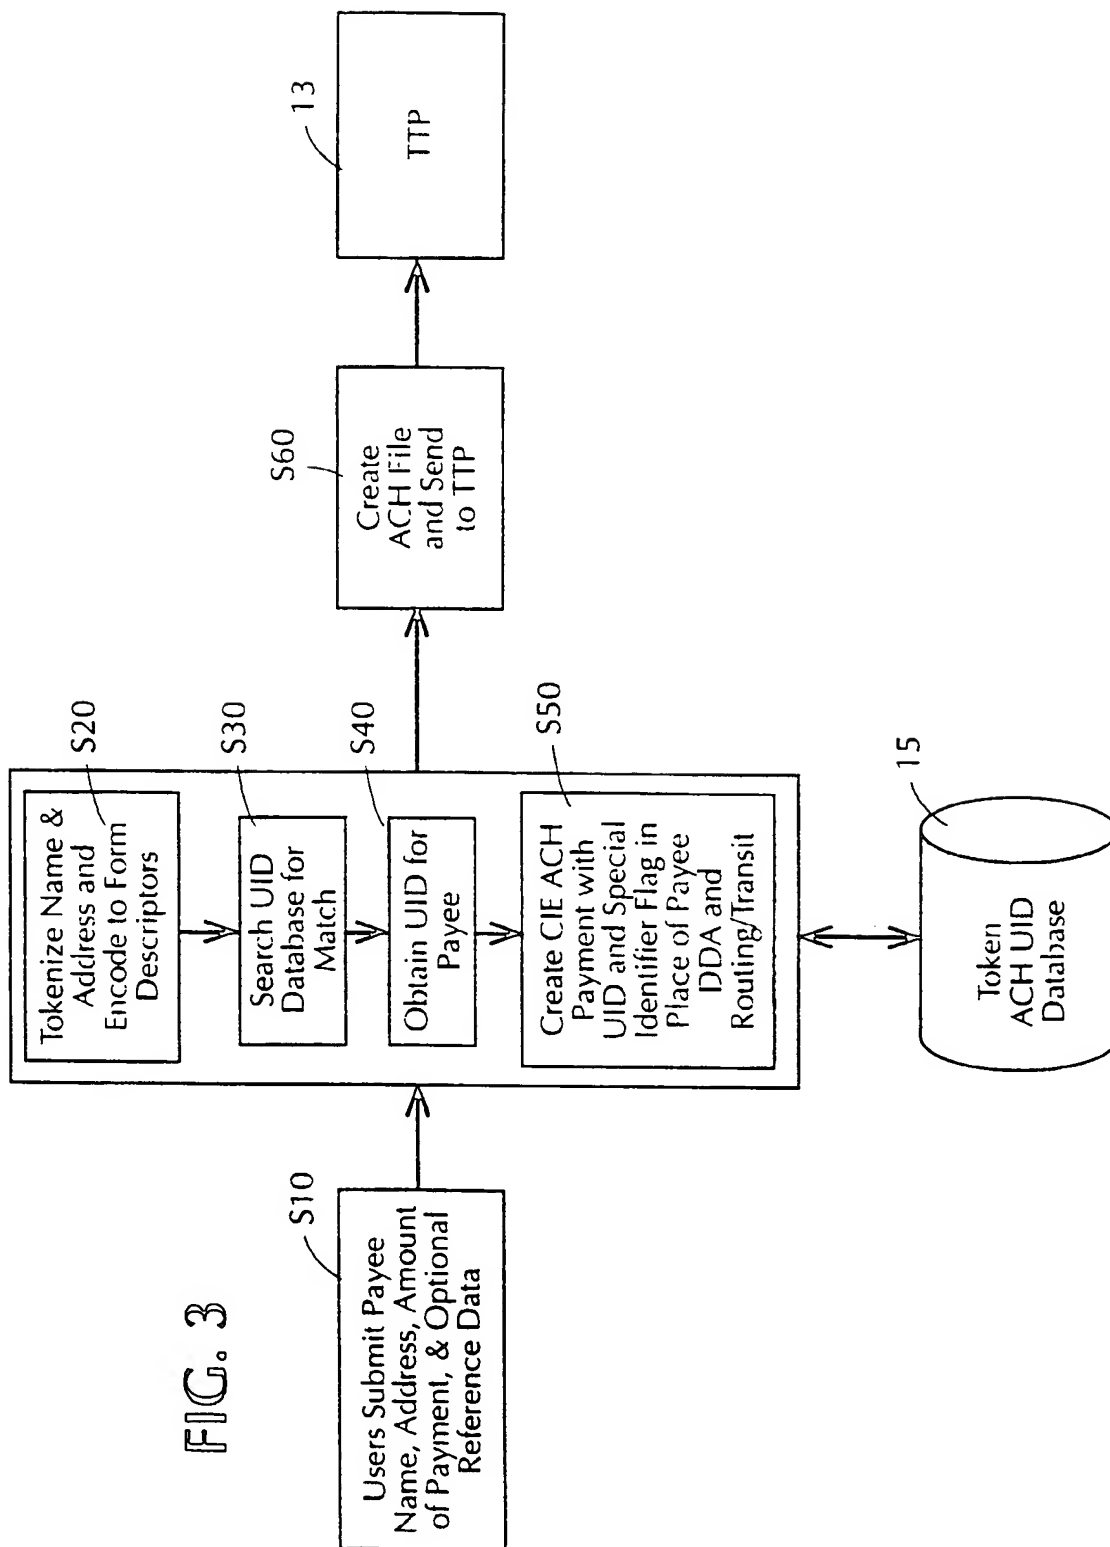 FIG. 3
S10
Users Submit Payee
Name, Address, Amount
of Payment, & Optional
Reference Data
S20
Tokenize Name &
Address and
Encode to Form
Descriptors
S30
Search UID
Database for
Match
S40
Obtain UID for
Payee
S50
Create CIE ACH
Payment with
UID and Special
Identifier Flag in
Place of Payee
DDA and
Routing/Transit
15
Token
ACH UID
Database
S60
Create
ACH File
and Send
to TTP
13
TTP